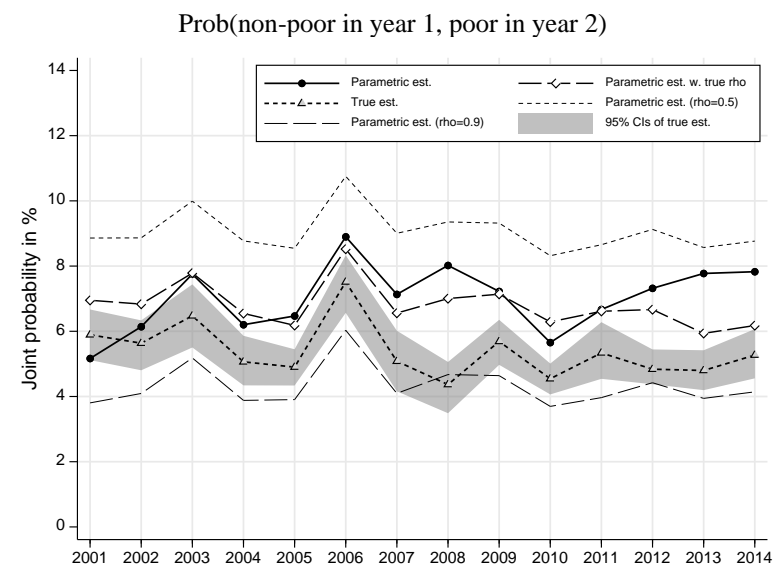 Prob(non-poor in year 1, poor in year 2)
Parametric est.
Parametric est. w. true rho
True est.
Parametric est. (rho=0.5)
Parametric est. (rho=0.9)
95% CIs of true est.
Joint probability in %
14
12
10
8
6
4
2
0
2001 2002 2003 2004 2005 2006 2007 2008 2009 2010 2011 2012 2013 2014